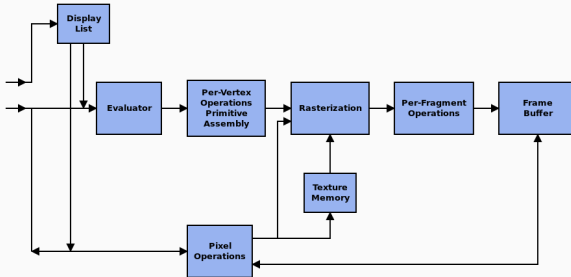 Display
List
Evaluator
Per-Vertex
Operations
Primitive
Assembly
Rasterization
Per-Fragment
Operations
Frame
Buffer
Texture
Memory
Pixel
Operations